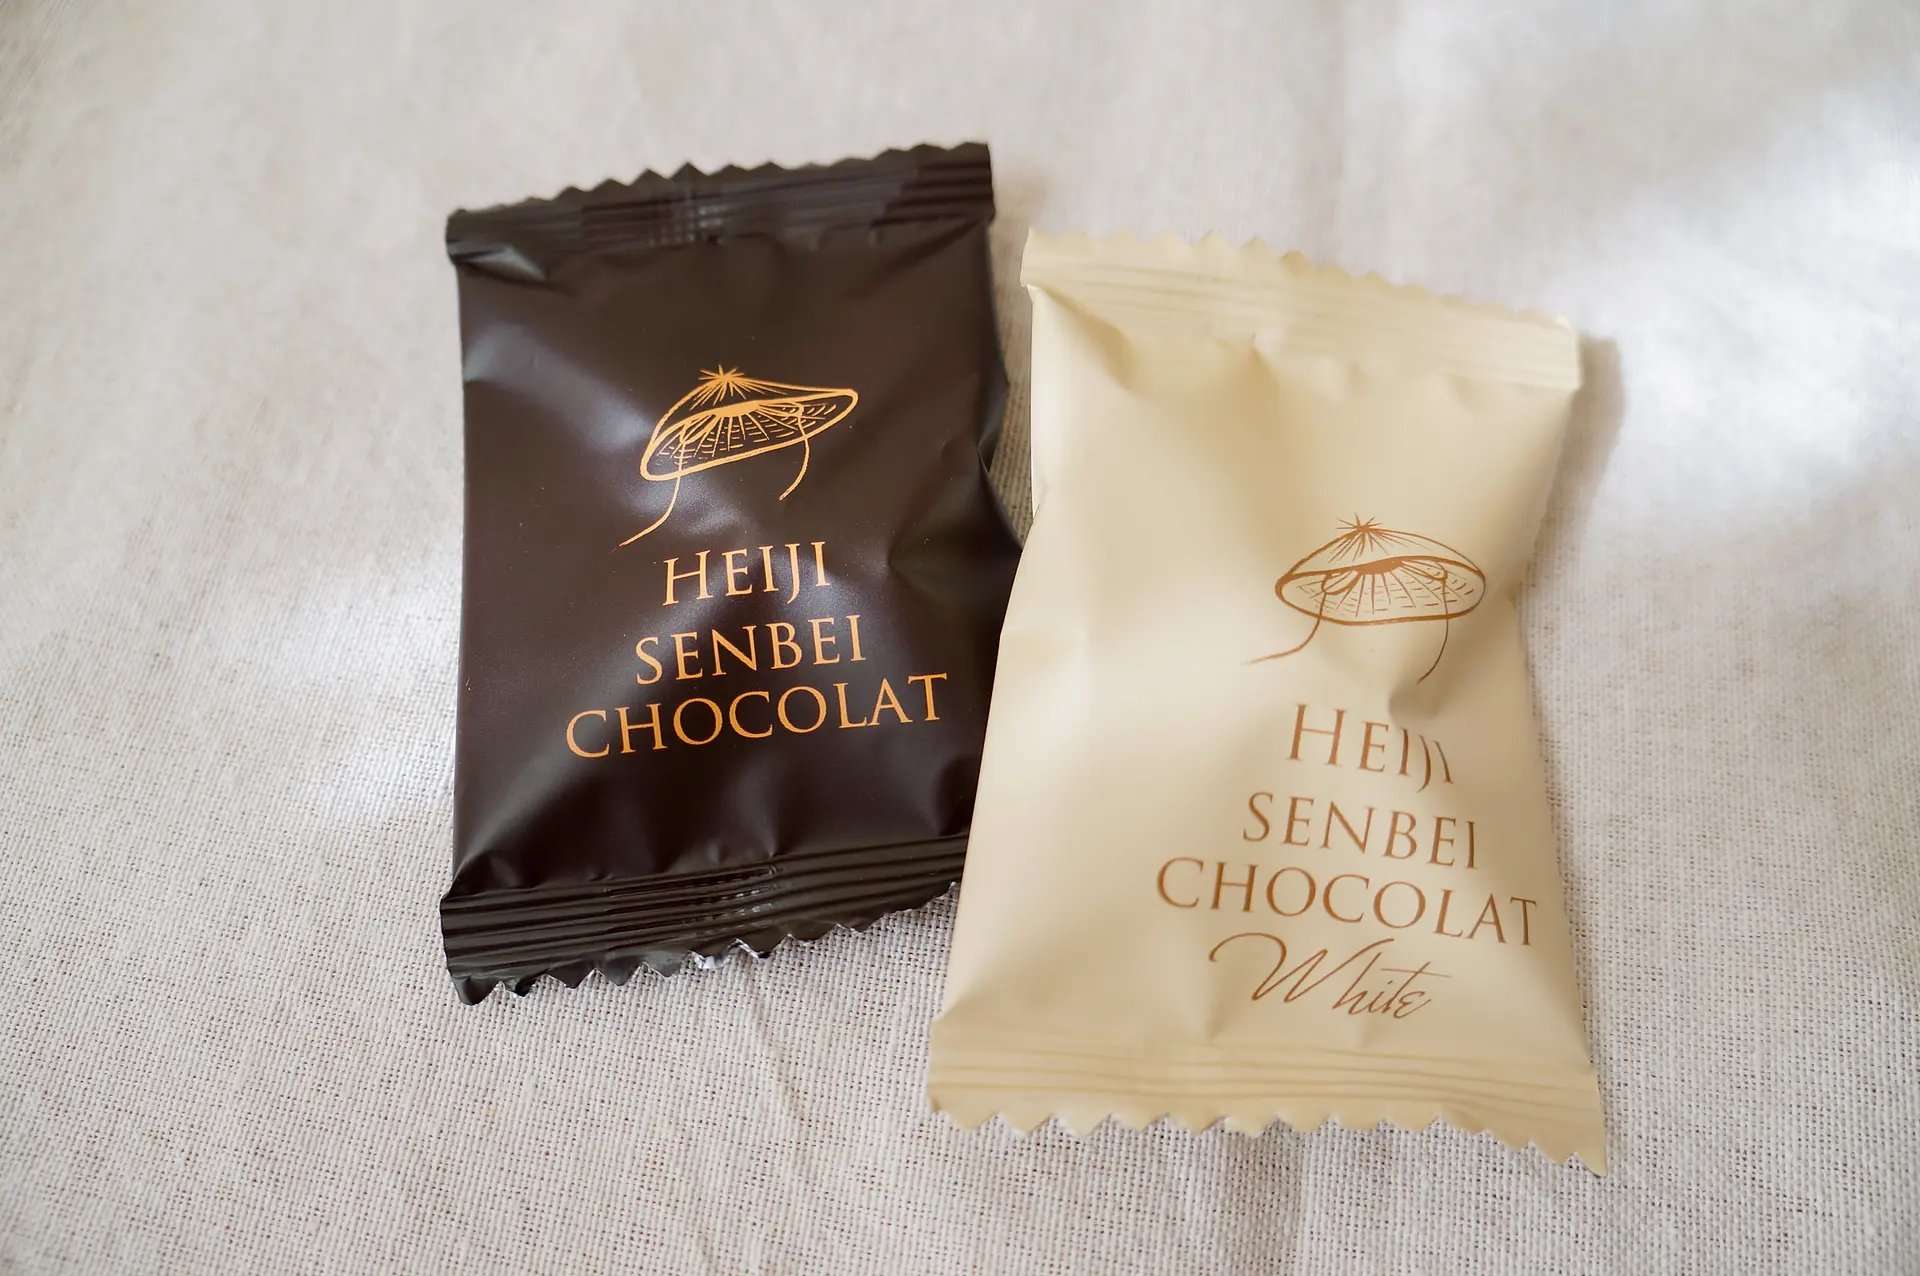 HEIJI
SENBEI
CHOCOLAT
HEIJI
SENBEI
CHOCOLAT
White